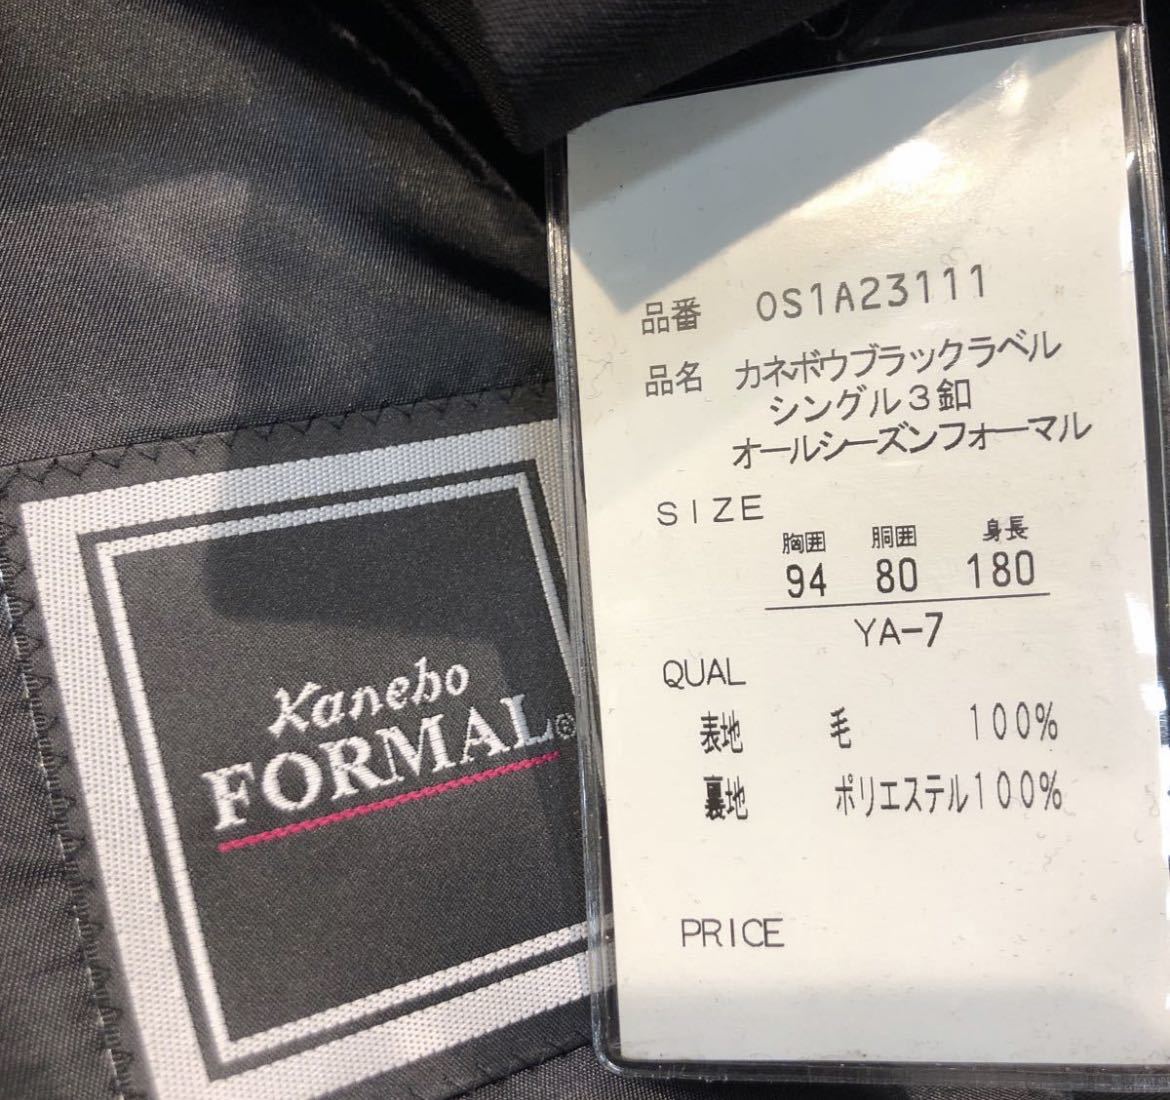 Kanebo
FORMAL®
品番 OS1A23111
品名 カネボウブラックラベル
シングル3釦
オールシーズンフォーマル
SIZE
胸囲 胴囲 身長
94 80 180
YA-7
QUAL
表地 毛 100%
裏地 ポリエステル100%
PRICE